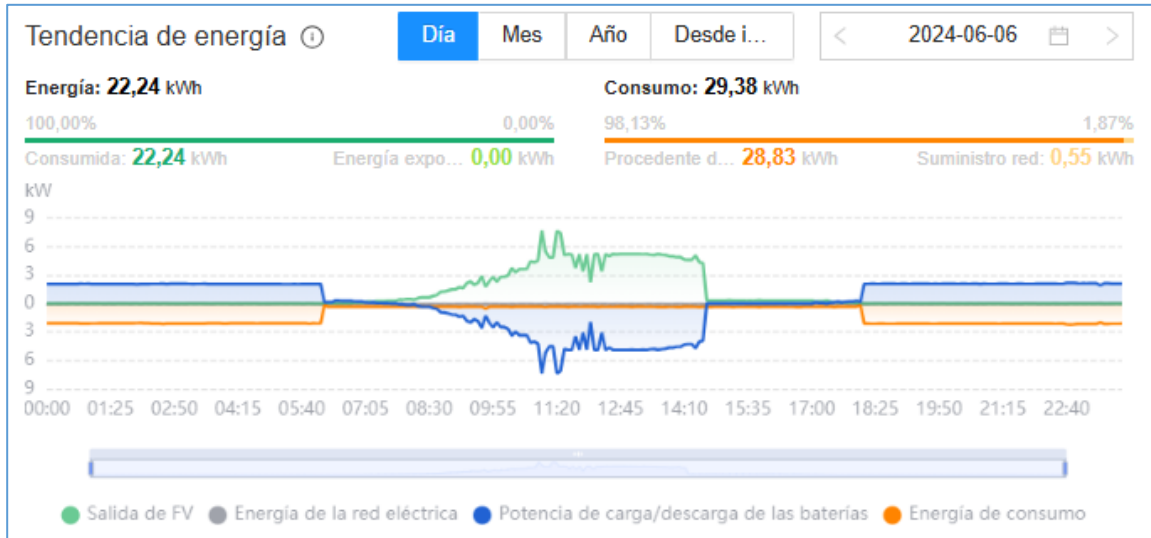 Tendencia de energía Día Mes Año Desde i... < 2024-06-06 >
Energía: 22,24 kWh Consumo: 29,38 kWh
100,00% 0,00% 98,13% 1,87%
Consumida: 22,24 kWh Energía expo... 0,00 kWh Procedente d... 28,83 kWh Suministro red: 0,55 kWh
kW
9
6
3
0
3
6
9
00:00 01:25 02:50 04:15 05:40 07:05 08:30 09:55 11:20 12:45 14:10 15:35 17:00 18:25 19:50 21:15 22:40
Salida de FV Energía de la red eléctrica Potencia de carga/descarga de las baterías Energía de consumo